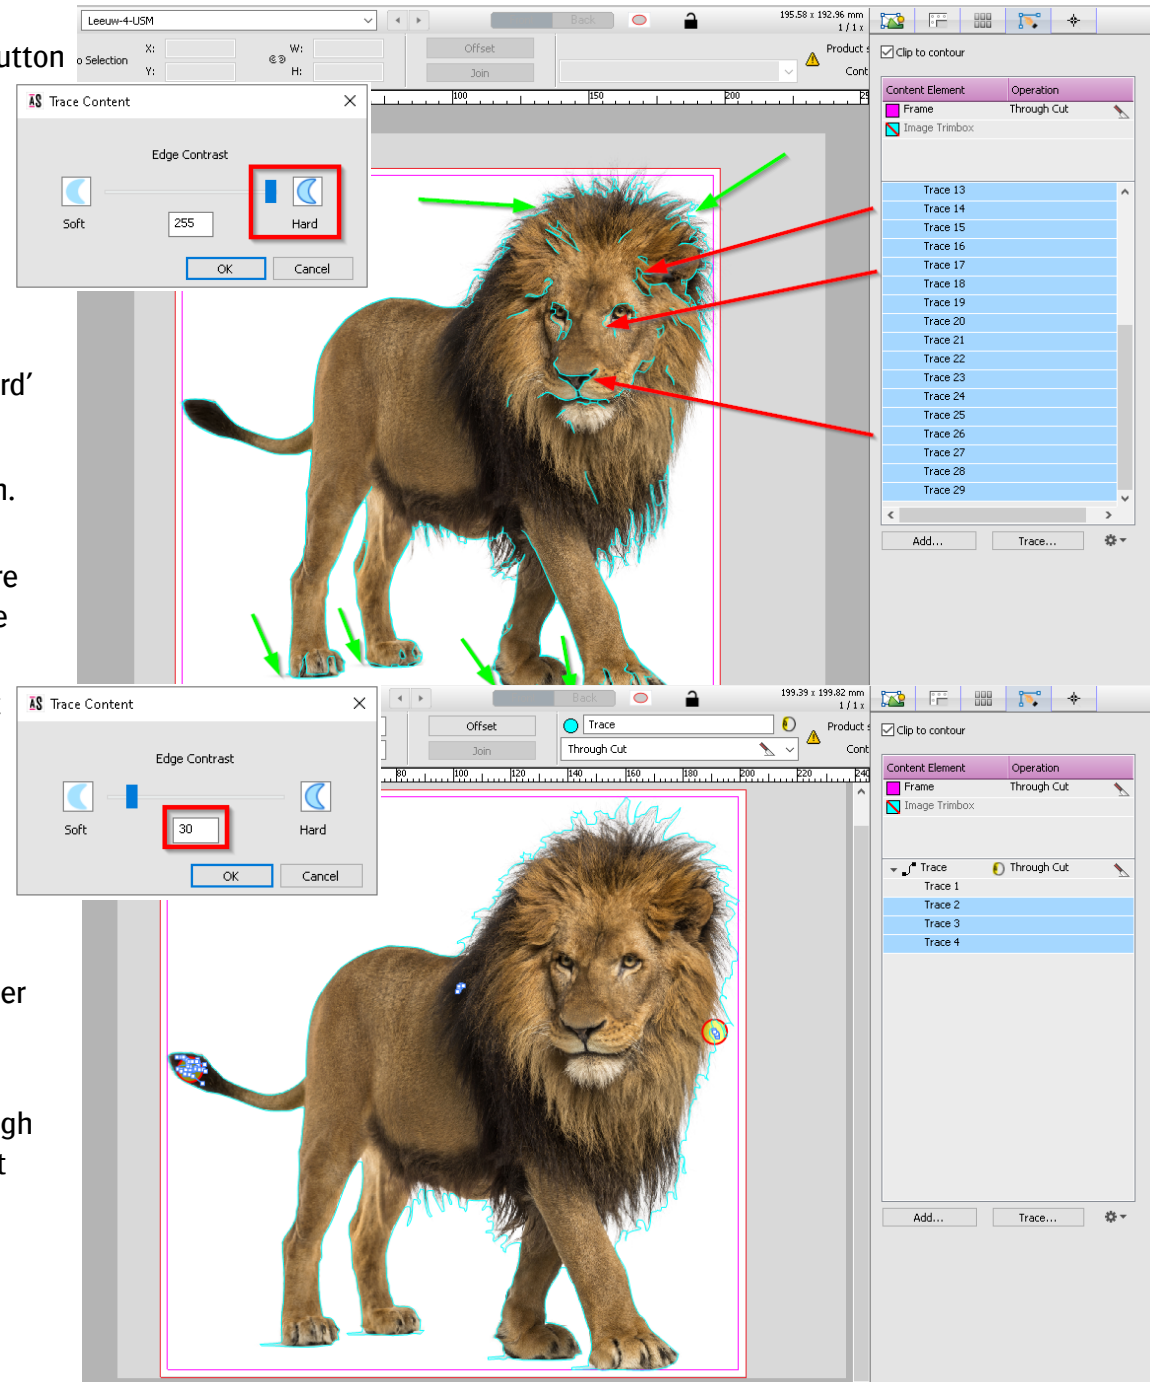 utton
rd’
n.
re
e
er
gh
t
Leeuw-4-USM
Back
195.58 x 192.96 mm
1 / 1 x
o Selection
X:
Y:
W:
H:
Offset
Join
Product s
Cont
Trace Content
Edge Contrast
Soft
255
Hard
OK
Cancel
100
150
200
25
Clip to contour
Content Element
Operation
Frame
Through Cut
Image Trimbox
Trace 13
Trace 14
Trace 15
Trace 16
Trace 17
Trace 18
Trace 19
Trace 20
Trace 21
Trace 22
Trace 23
Trace 24
Trace 25
Trace 26
Trace 27
Trace 28
Trace 29
Add...
Trace...
Trace Content
Edge Contrast
Soft
30
Hard
OK
Cancel
Back
199.39 x 199.82 mm
1 / 1 x
Offset
Join
Trace
Through Cut
Product s
Cont
80
100
120
140
160
180
200
220
240
Clip to contour
Content Element
Operation
Frame
Through Cut
Image Trimbox
Trace
Through Cut
Trace 1
Trace 2
Trace 3
Trace 4
Add...
Trace...